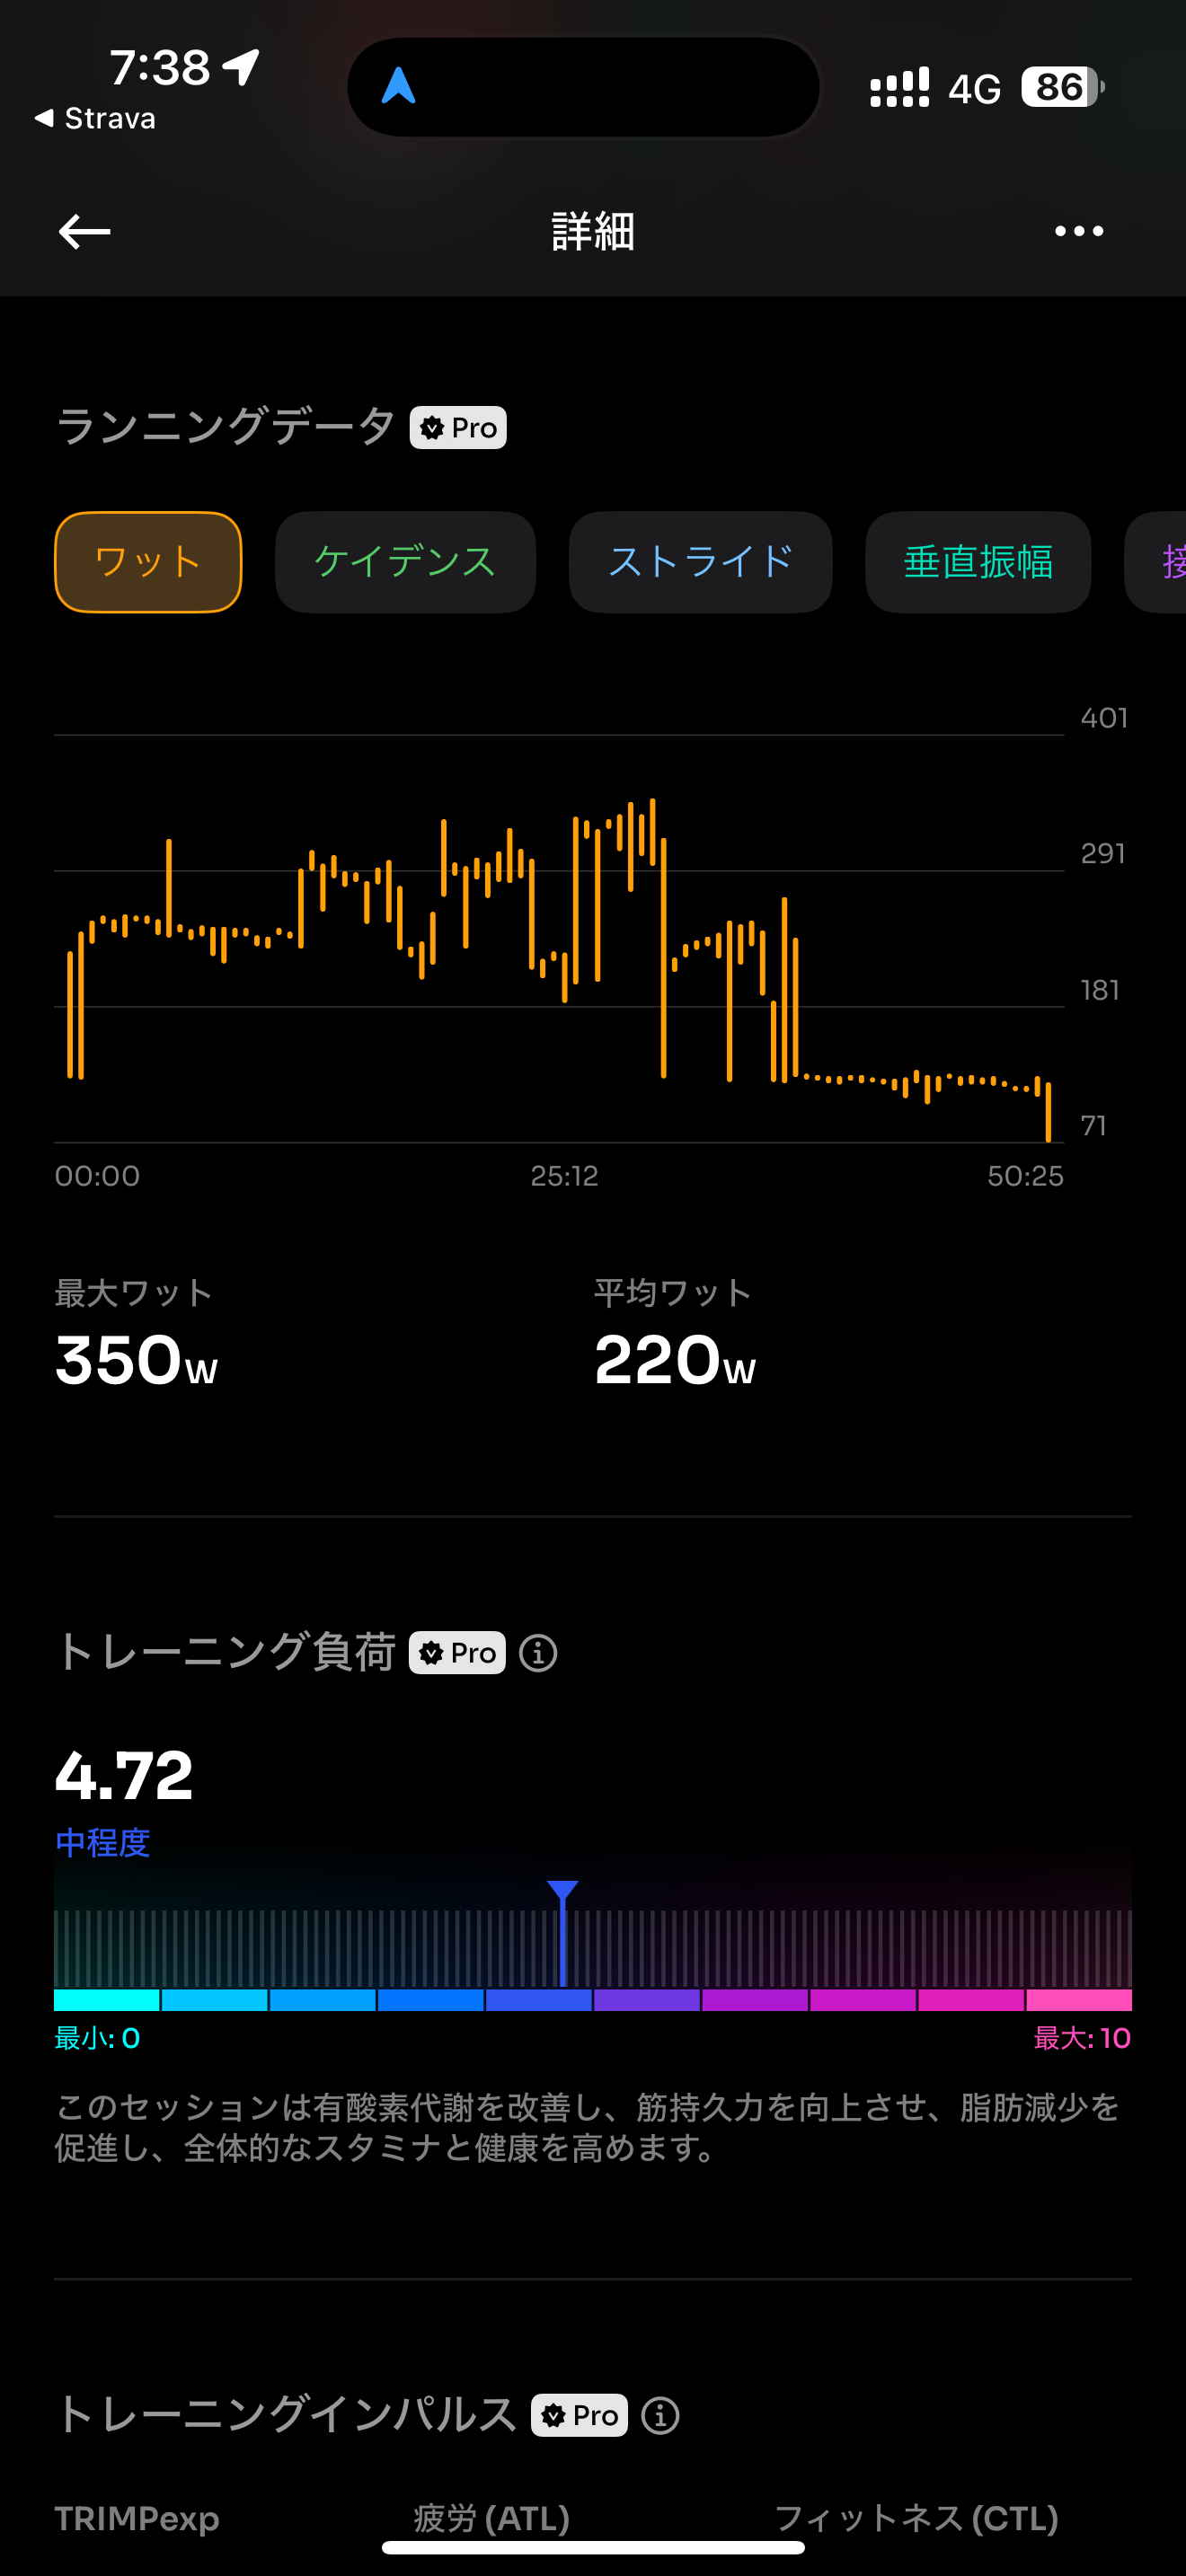 7:38
4G 86
Strava
詳細
ランニングデータ Pro
ワット ケイデンス ストライド 垂直振幅 接
401
291
181
71
00:00 25:12 50:25
最大ワット 平均ワット
350W 220W
トレーニング負荷 Pro
4.72
中程度
最小: 0 最大: 10
このセッションは有酸素代謝を改善し、筋持久力を向上させ、脂肪減少を
促進し、全体的なスタミナと健康を高めます。
トレーニングインパルス Pro
TRIMPexp 疲労 (ATL) フィットネス (CTL)